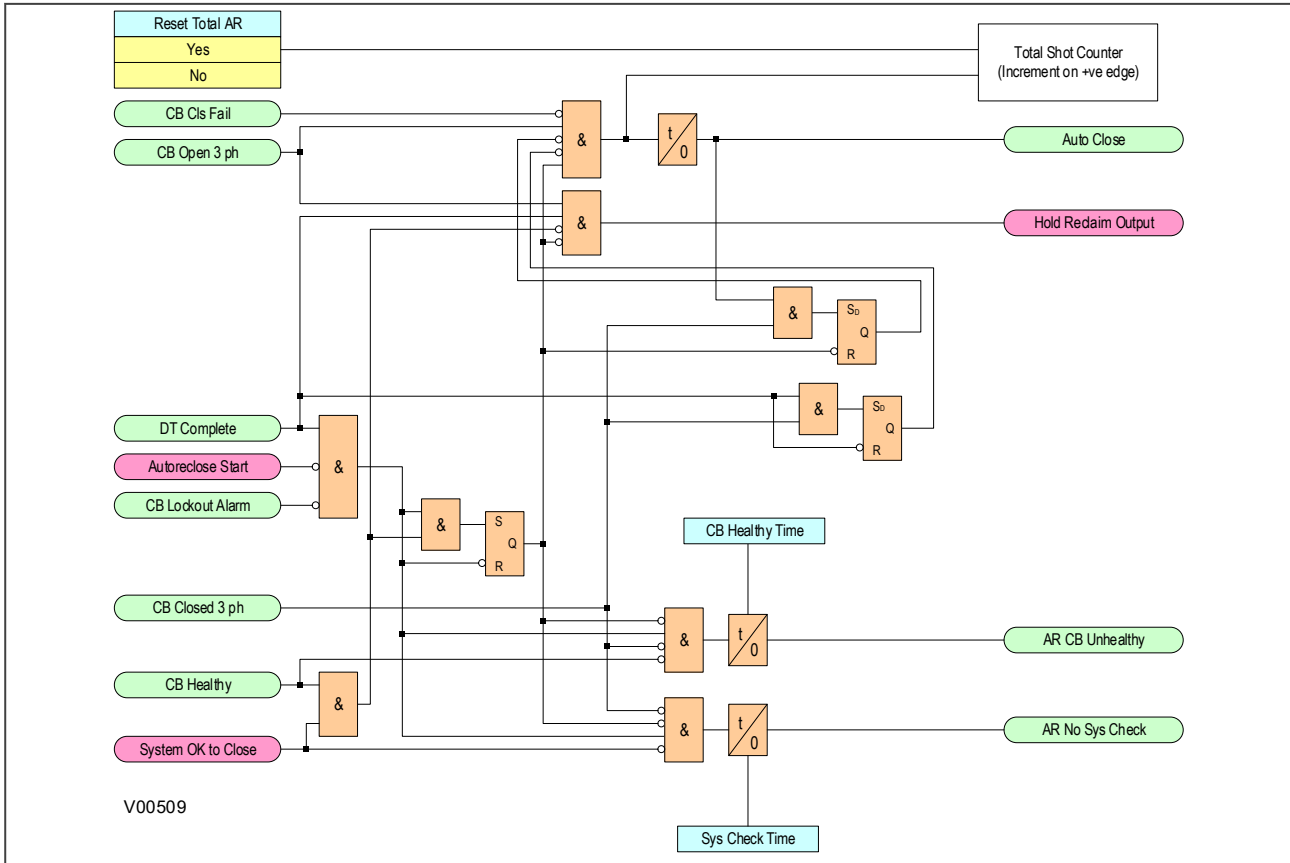 Reset Total AR
Yes
No
Total Shot Counter
(Increment on +ve edge)
CB Cls Fail
CB Open 3 ph
&
t
0
Auto Close
&
Hold Reclaim Output
&
SD
Q
R
&
SD
Q
R
DT Complete
Autoreclose Start
CB Lockout Alarm
&
&
S
Q
R
CB Healthy Time
CB Closed 3 ph
&
t
0
AR CB Unhealthy
CB Healthy
&
System OK to Close
&
t
0
AR No Sys Check
V00509
Sys Check Time